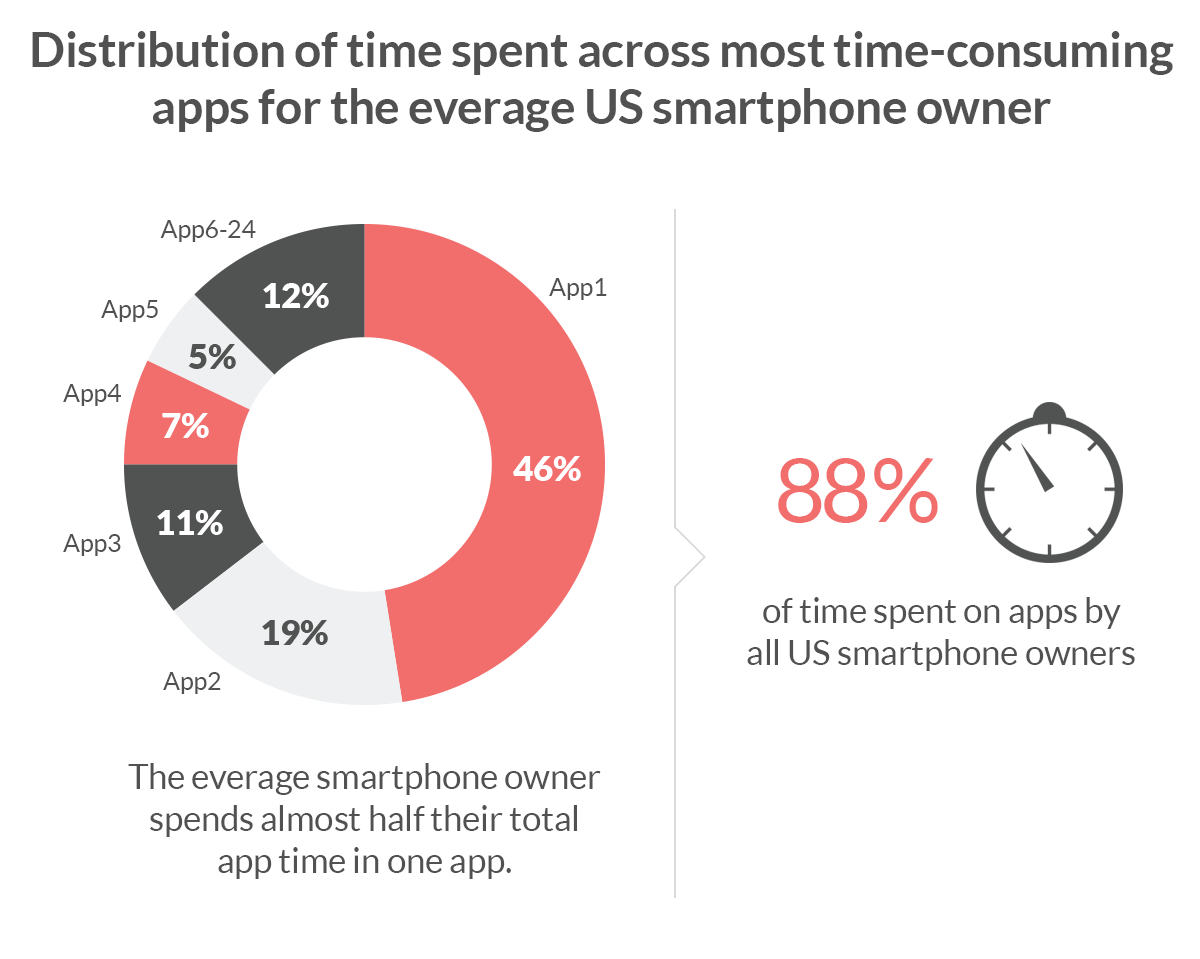 Distribution of time spent across most time-consuming
apps for the everage US smartphone owner
App6-24
12%
App1
App5
5%
App4
7%
46%
App3
11%
19%
App2
The everage smartphone owner
spends almost half their total
app time in one app.
88%
of time spent on apps by
all US smartphone owners